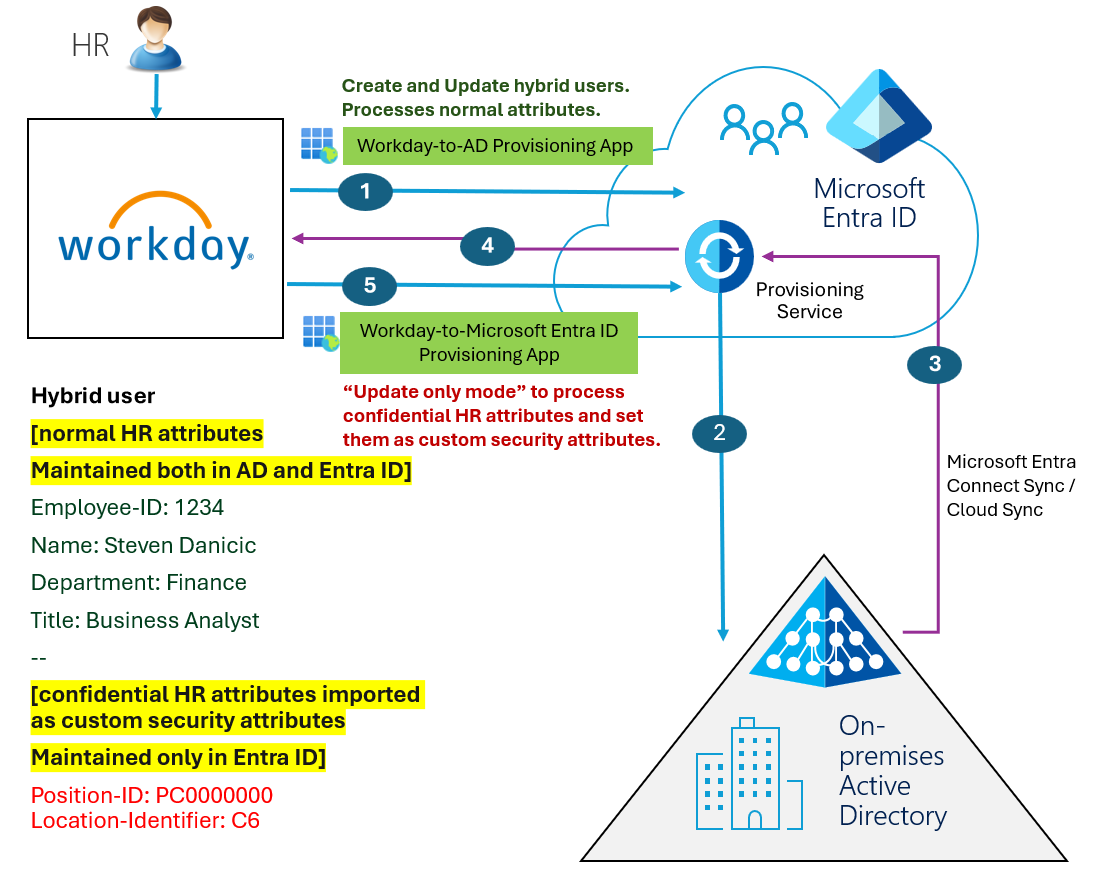 HR
Create and Update hybrid users.
Processes normal attributes.
Workday-to-AD Provisioning App
1
workday®
4
5
Workday-to-Microsoft Entra ID
Provisioning App
“Update only mode” to process
confidential HR attributes and set
them as custom security attributes.
Microsoft
Entra ID
Provisioning
Service
3
2
Microsoft Entra
Connect Sync /
Cloud Sync
Hybrid user
[normal HR attributes
Maintained both in AD and Entra ID]
Employee-ID: 1234
Name: Steven Danicic
Department: Finance
Title: Business Analyst
--
[confidential HR attributes imported
as custom security attributes
Maintained only in Entra ID]
Position-ID: PC0000000
Location-Identifier: C6
On-
premises
Active
Directory